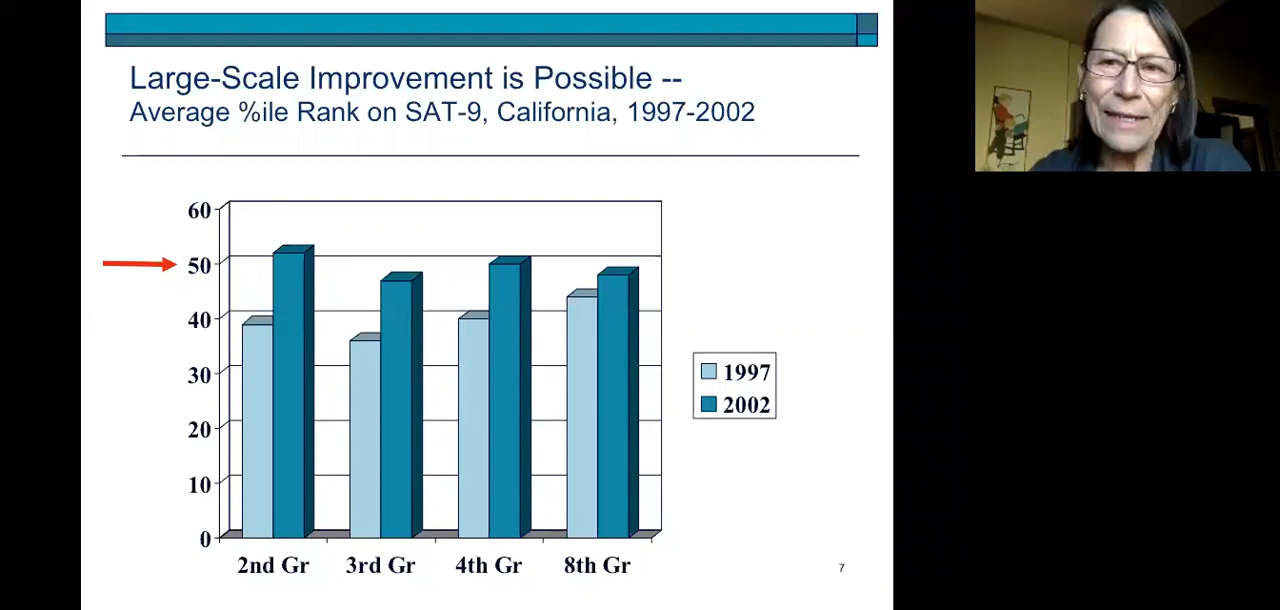 Large-Scale Improvement is Possible --
Average %ile Rank on SAT-9, California, 1997-2002
60
50
40
30
20
10
0
2nd Gr
3rd Gr
4th Gr
8th Gr
1997
2002
7